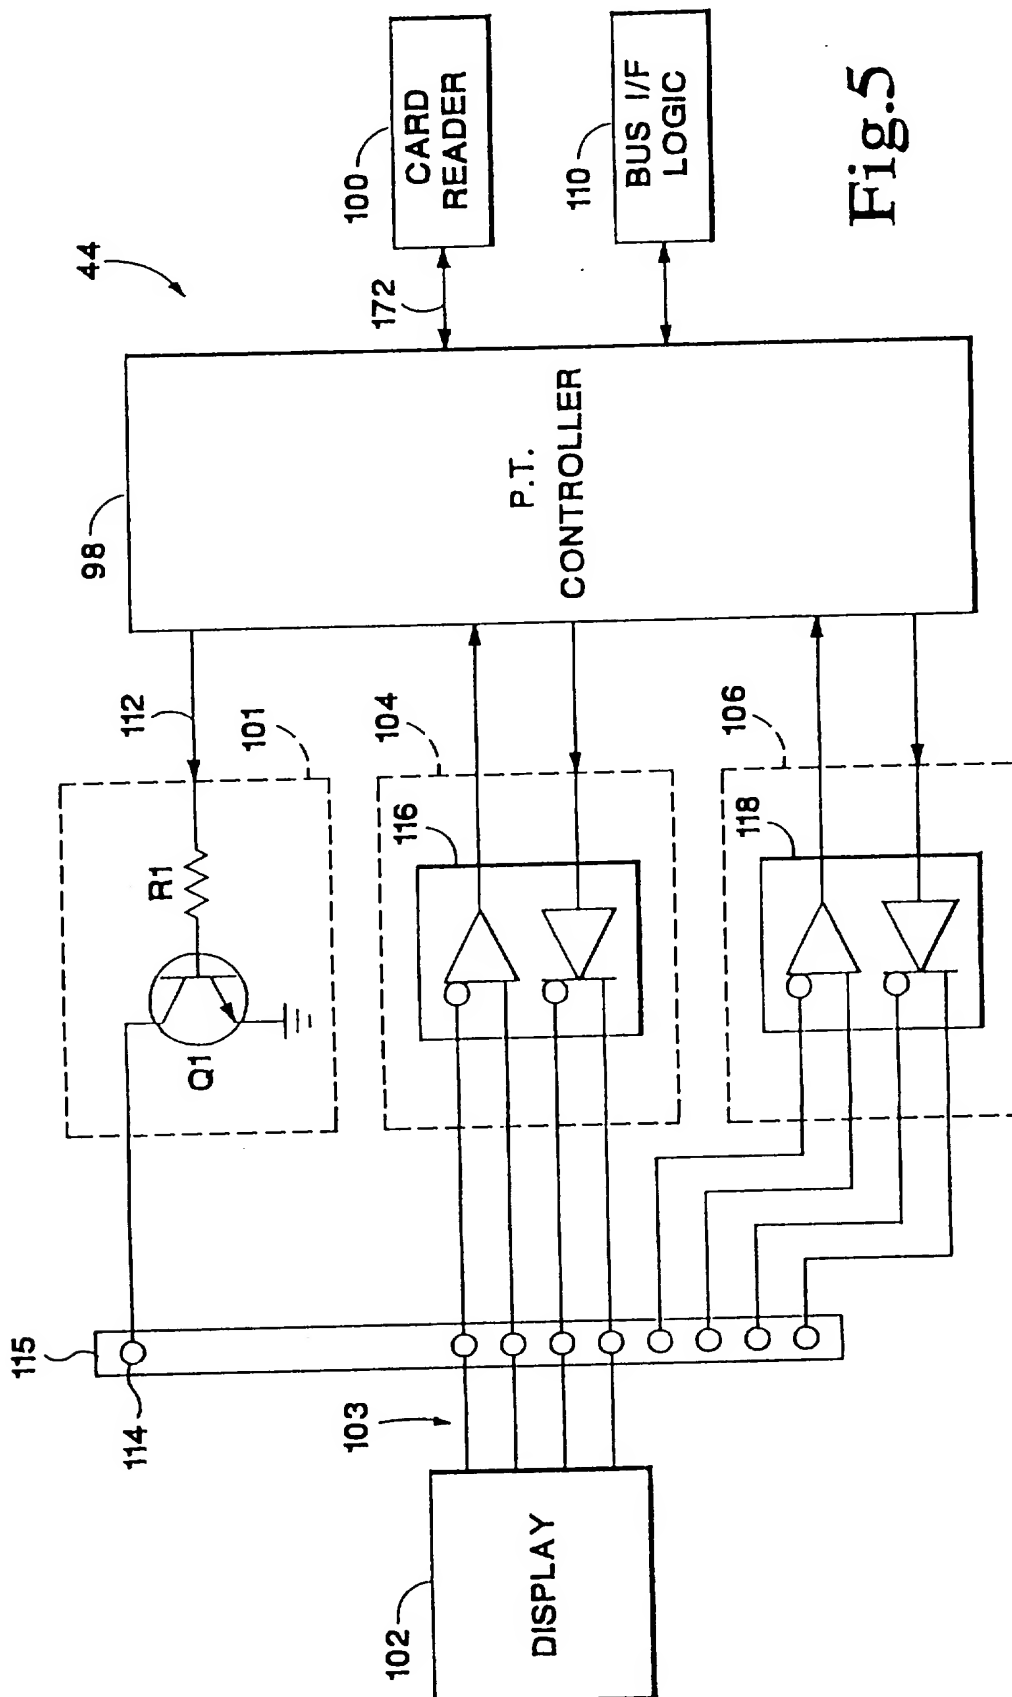 44
98
100
CARD
READER
172
110
BUS I/F
LOGIC
P.T.
CONTROLLER
112
101
R1
Q1
104
116
106
118
115
114
103
102
DISPLAY
Fig.5